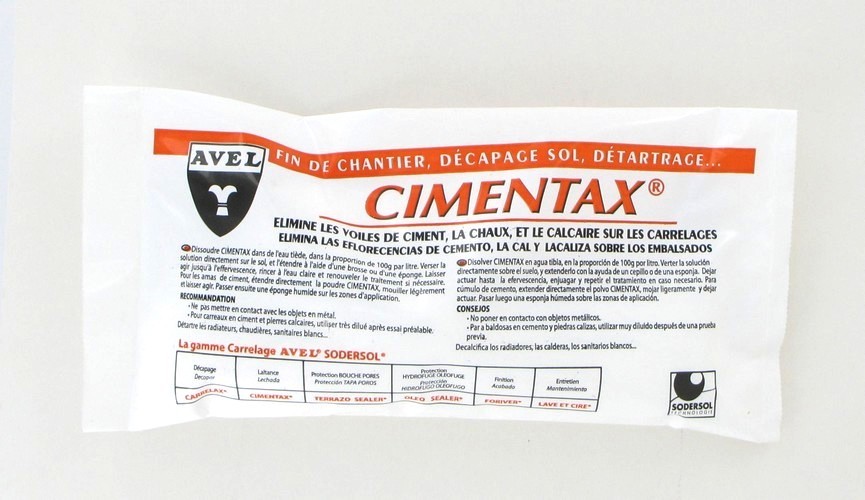 AVEL
FIN DE CHANTIER, DÉCAPAGE SOL, DÉTARTRAGE...
CIMENTAX®
ELIMINE LES VOILES DE CIMENT, LA CHAUX, ET LE CALCAIRE SUR LES CARRELAGES
ELIMINA LAS EFLORECENCIAS DE CEMENTO, LA CAL Y LACALIZA SOBRE LOS EMBALSADOS
Dissoudre CIMENTAX dans de l'eau tiède, dans la proportion de 100g par litre. Verser la
solution directement sur le sol, et l'étendre à l'aide d'une brosse ou d'une éponge. Laisser
agir jusqu'à l'effervescence, rincer à l'eau claire et renouveler le traitement si nécessaire.
Pour les amas de ciment, étendre directement la poudre CIMENTAX, mouiller légèrement
et laisser agir. Passer ensuite une éponge humide sur les zones d'application.
RECOMMANDATION
•Ne pas mettre en contact avec les objets en métal.
•Pour carreaux en ciment et pierres calcaires, utiliser très dilué après essai préalable.
Détartre les radiateurs, chaudières, sanitaires blancs...
Disolver CIMENTAX en agua tibia, en la proporción de 100g por litro. Verter la solución
directamente sobre el suelo, y extenderlo con la ayuda de un cepillo o de una esponja. Dejar
actuar hasta la efervescencia, enjuagar y repetir el tratamiento en caso necesario. Para
cúmulo de cemento, extender directamente el polvo CIMENTAX, mojar ligeramente y dejar
actuar. Pasar luego una esponja húmeda sobre las zonas de aplicación.
CONSEJOS
•No poner en contacto con objetos metálicos.
•Par a baldosas en cemento y piedras calizas, utilizar muy diluido después de una prueba
previa.
Decalcifica los radiadores, las calderas, los sanitarios blancos...
La gamme Carrelage AVEL® SODERSOL®
Décapage
Decapar
CARRELAX®
Laitance
Lechada
CIMENTAX®
Protection BOUCHE PORES
Protección TAPA POROS
TERRAZO SEALER®
Protection
HYDROFUGE OLEOFUGE
Protección
HIDROFUGO OLEOFUGO
OLEO SEALER®
Finition
Acabado
FORIVER®
Entretien
Mantenimiento
LAVE ET CIRE®
SODERSOL
TECHNOLOGIE